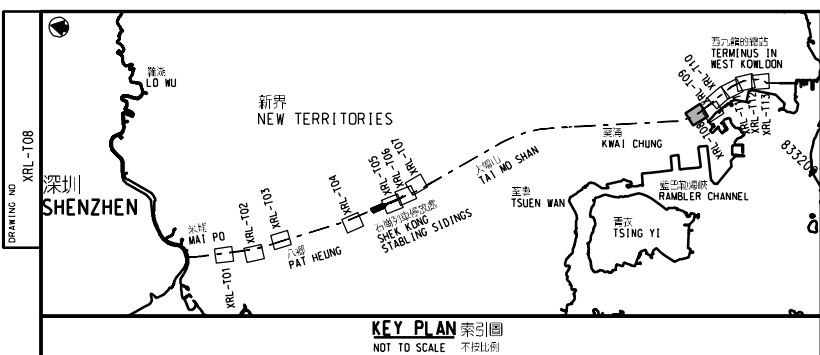 DRAWING NO
XRL-T08
羅湖
LO WU
新界
NEW TERRITORIES
深圳
SHENZHEN
米埔
MAI PO
XRL-T01
XRL-T02
XRL-T03
八鄉
PAT HEUNG
XRL-T04
XRL-T05
XRL-T06
XRL-T07
石崗列車停放處
SHEK KONG
STABLING SIDINGS
大帽山
TAI MO SHAN
葵涌
KWAI CHUNG
荃灣
TSUEN WAN
藍巴勒海峽
RAMBLER CHANNEL
青衣
TSING YI
XRL-T08
XRL-T09
XRL-T10
XRL-T12
XRL-T13
西九龍的總站
TERMINUS IN
WEST KOWLOON
833200
KEY PLAN 索引圖
NOT TO SCALE 不按比例